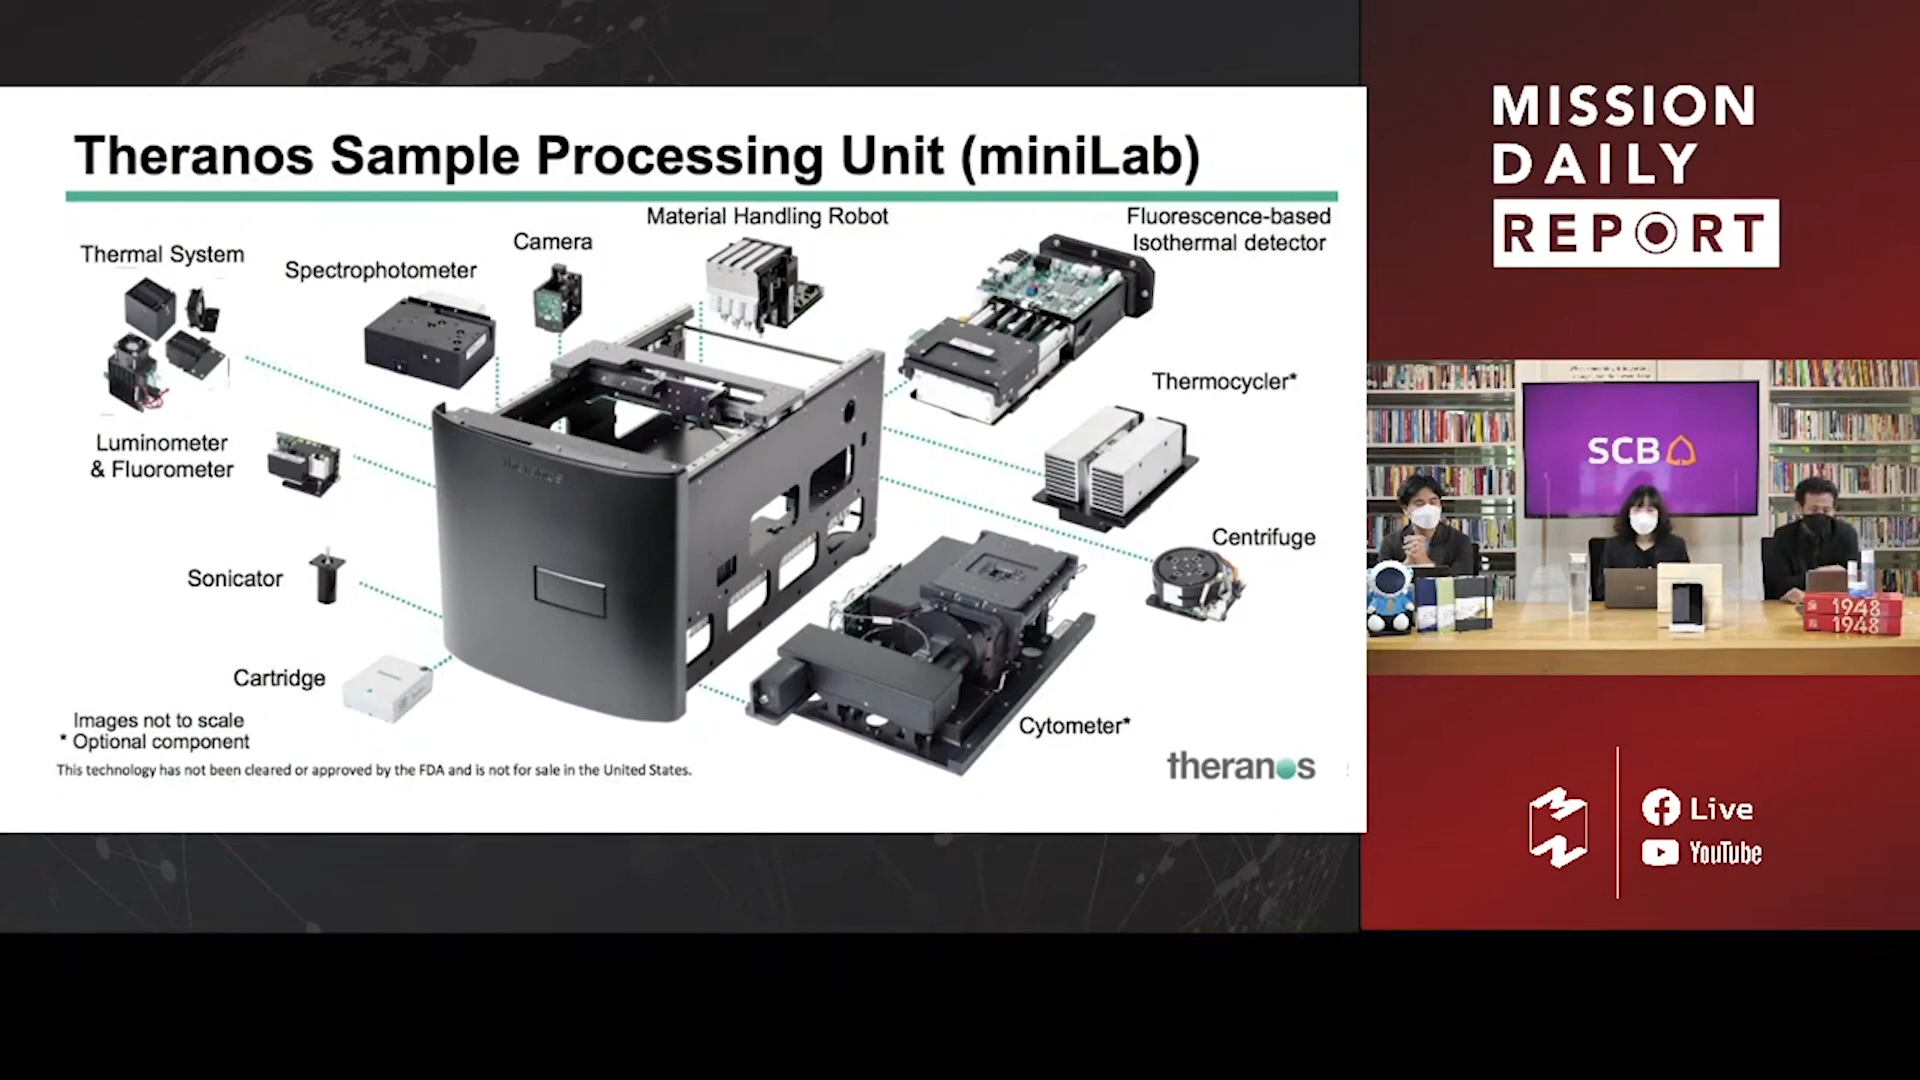 Theranos Sample Processing Unit (miniLab)
Material Handling Robot
Fluorescence-based
Isothermal detector
Camera
Thermal System
Spectrophotometer
Thermocycler*
Luminometer
& Fluorometer
theranos
Centrifuge
Sonicator
Cartridge
Images not to scale
* Optional component
Cytometer*
This technology has not been cleared or approved by the FDA and is not for sale in the United States.
theranos
MISSION
DAILY
REPORT
SCB
1948
1948
Live
YouTube